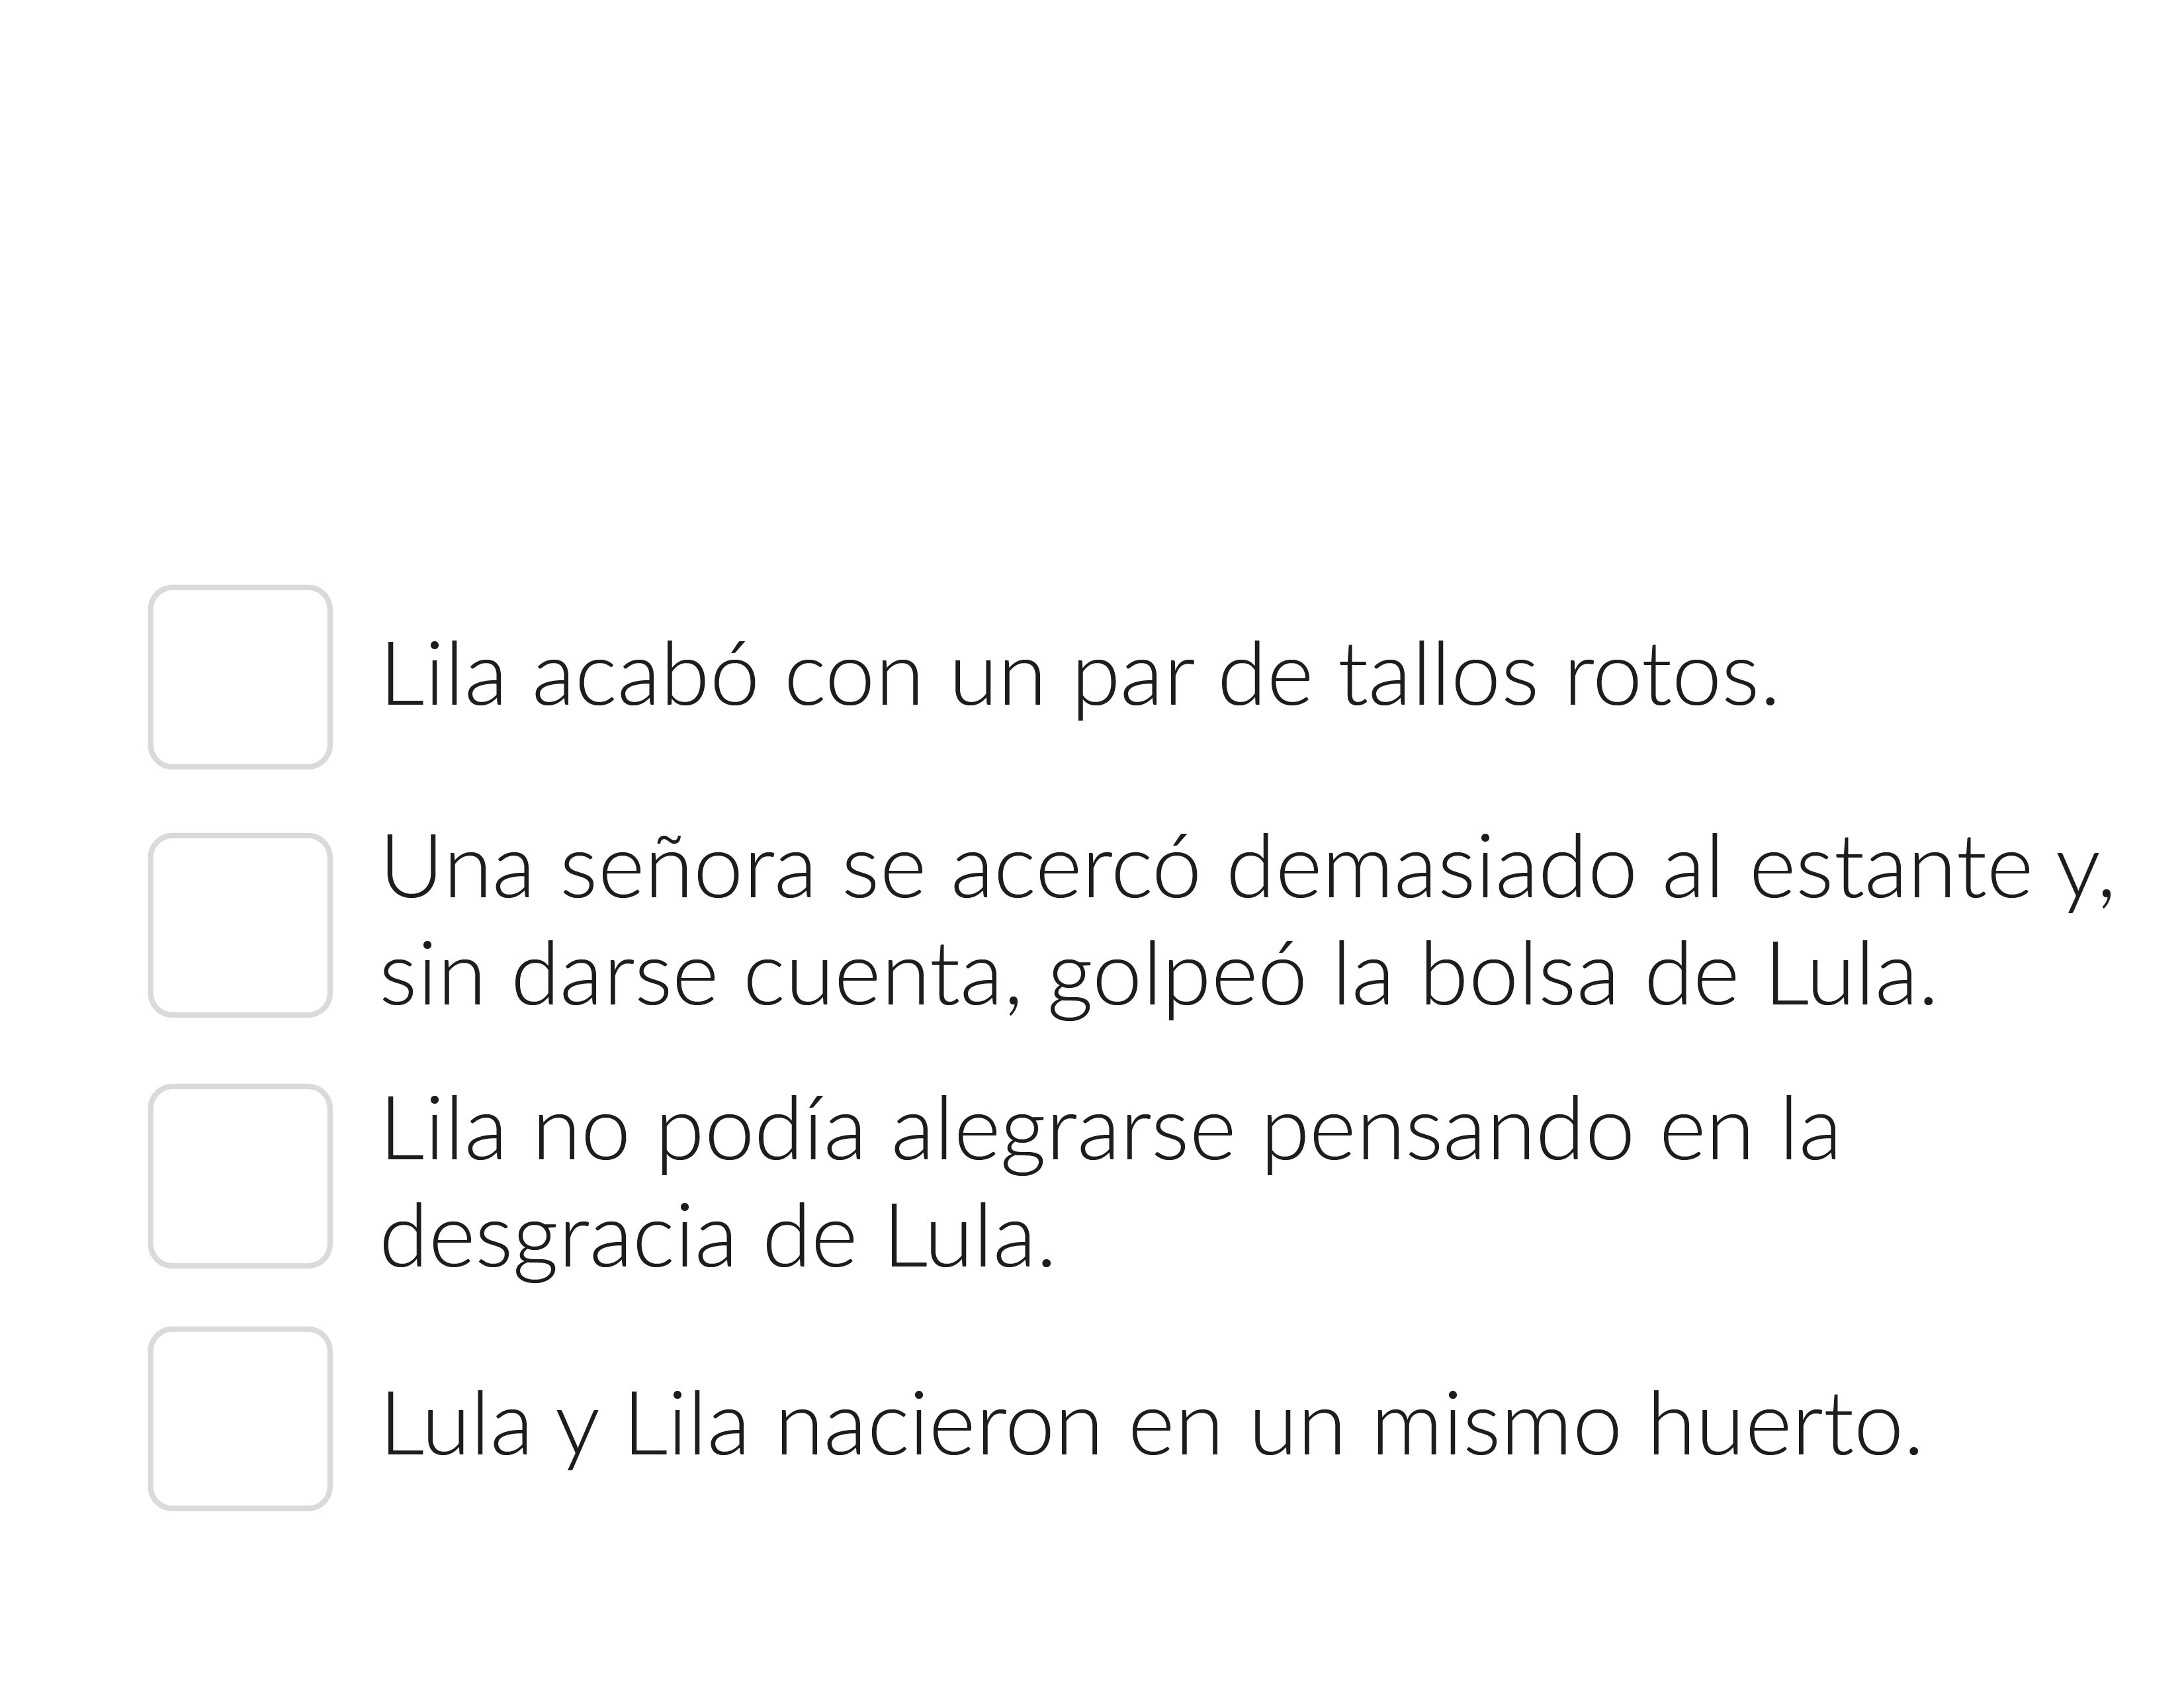 Lila acabó con un par de tallos rotos.
Una señora se acercó demasiado al estante y,
sin darse cuenta, golpeó la bolsa de Lula.
Lila no podía alegrarse pensando en la
desgracia de Lula.
Lula y Lila nacieron en un mismo huerto.